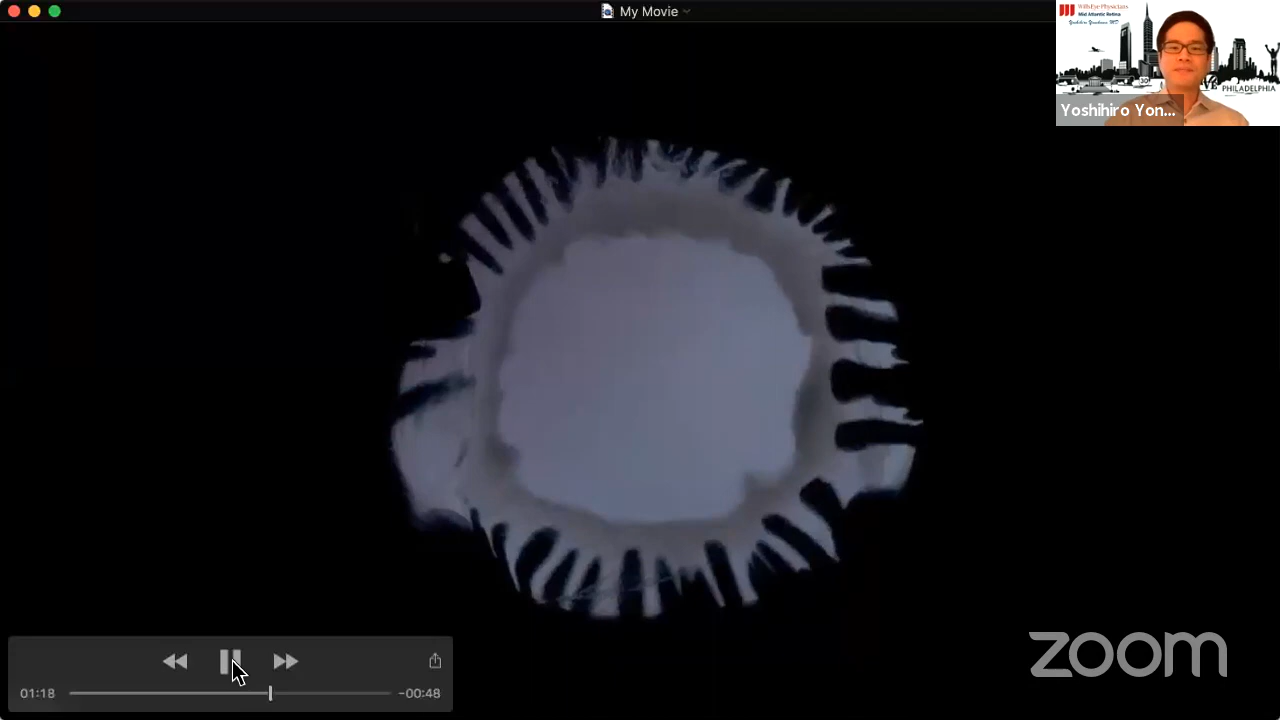 My Movie
Wills Eye Physicians
Mid Atlantic Retina
PHILADELPHIA
Yoshihiro Yon...
01:18
-00:48
zoom